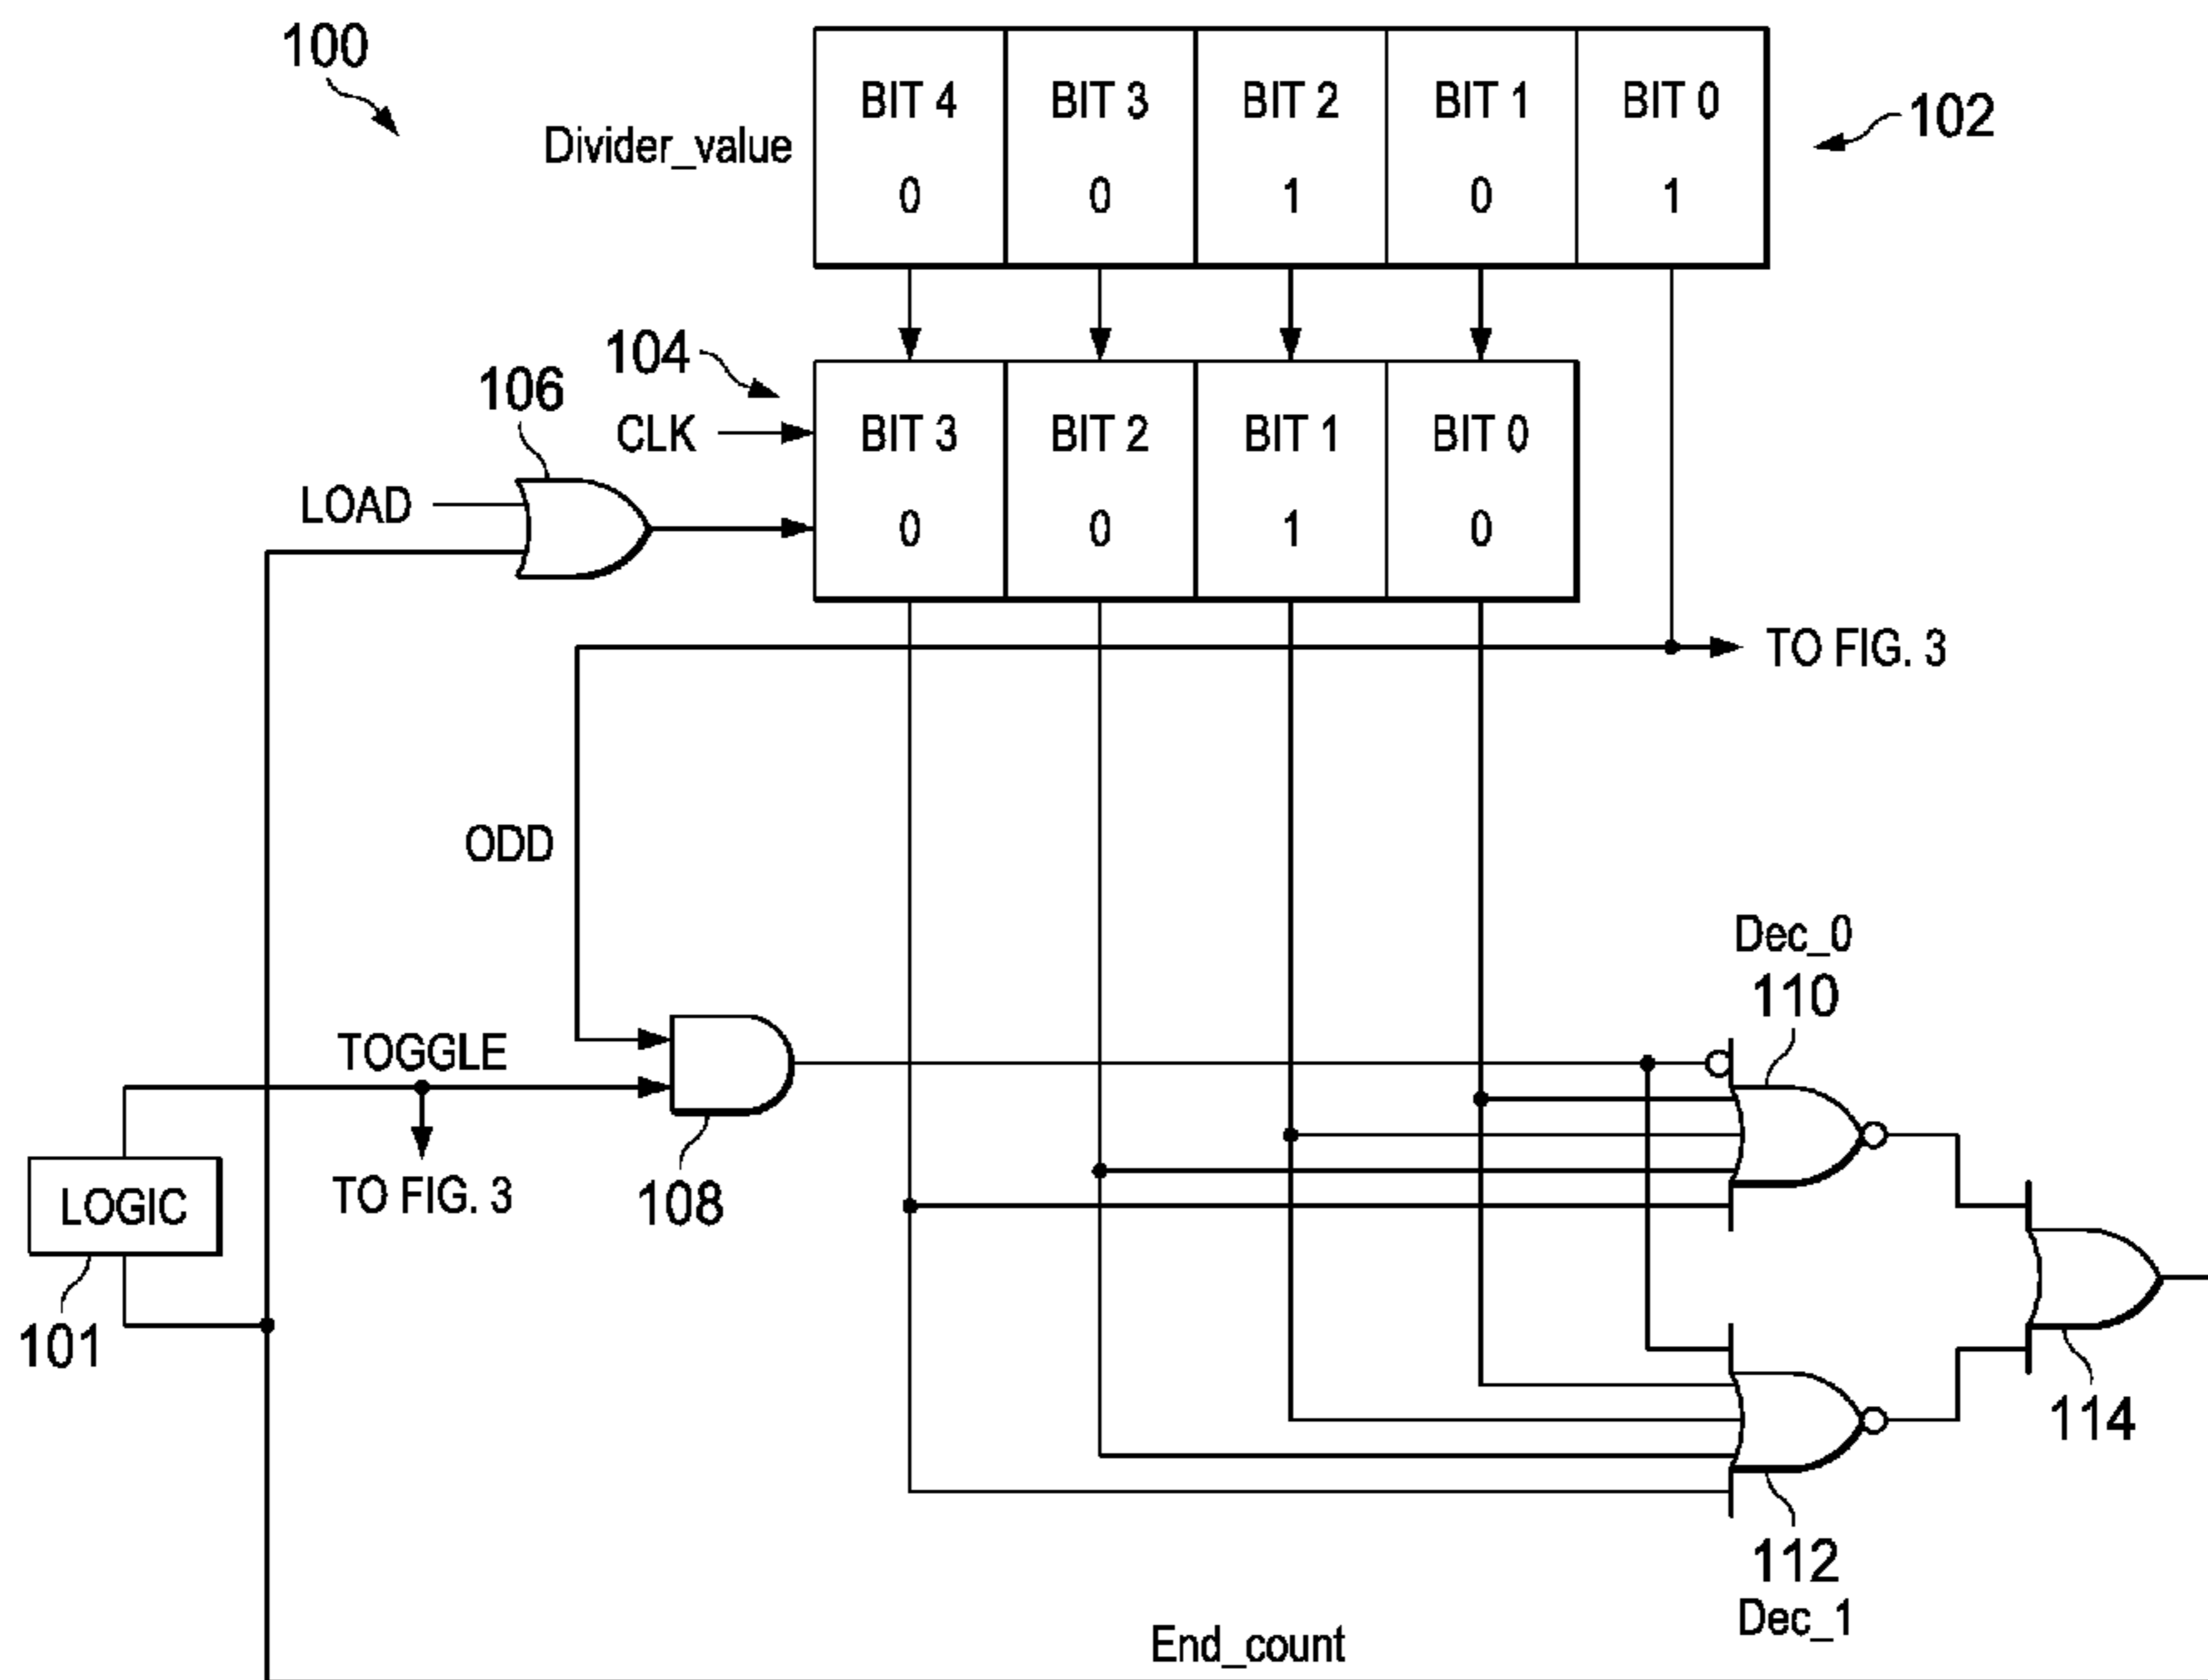 100
BIT 4
BIT 3
BIT 2
BIT 1
BIT 0
102
Divider_value
0
0
1
0
1
104
106
CLK
BIT 3
BIT 2
BIT 1
BIT 0
LOAD
0
0
1
0
TO FIG. 3
ODD
Dec_0
110
TOGGLE
LOGIC
TO FIG. 3
108
101
114
112
Dec_1
End_count